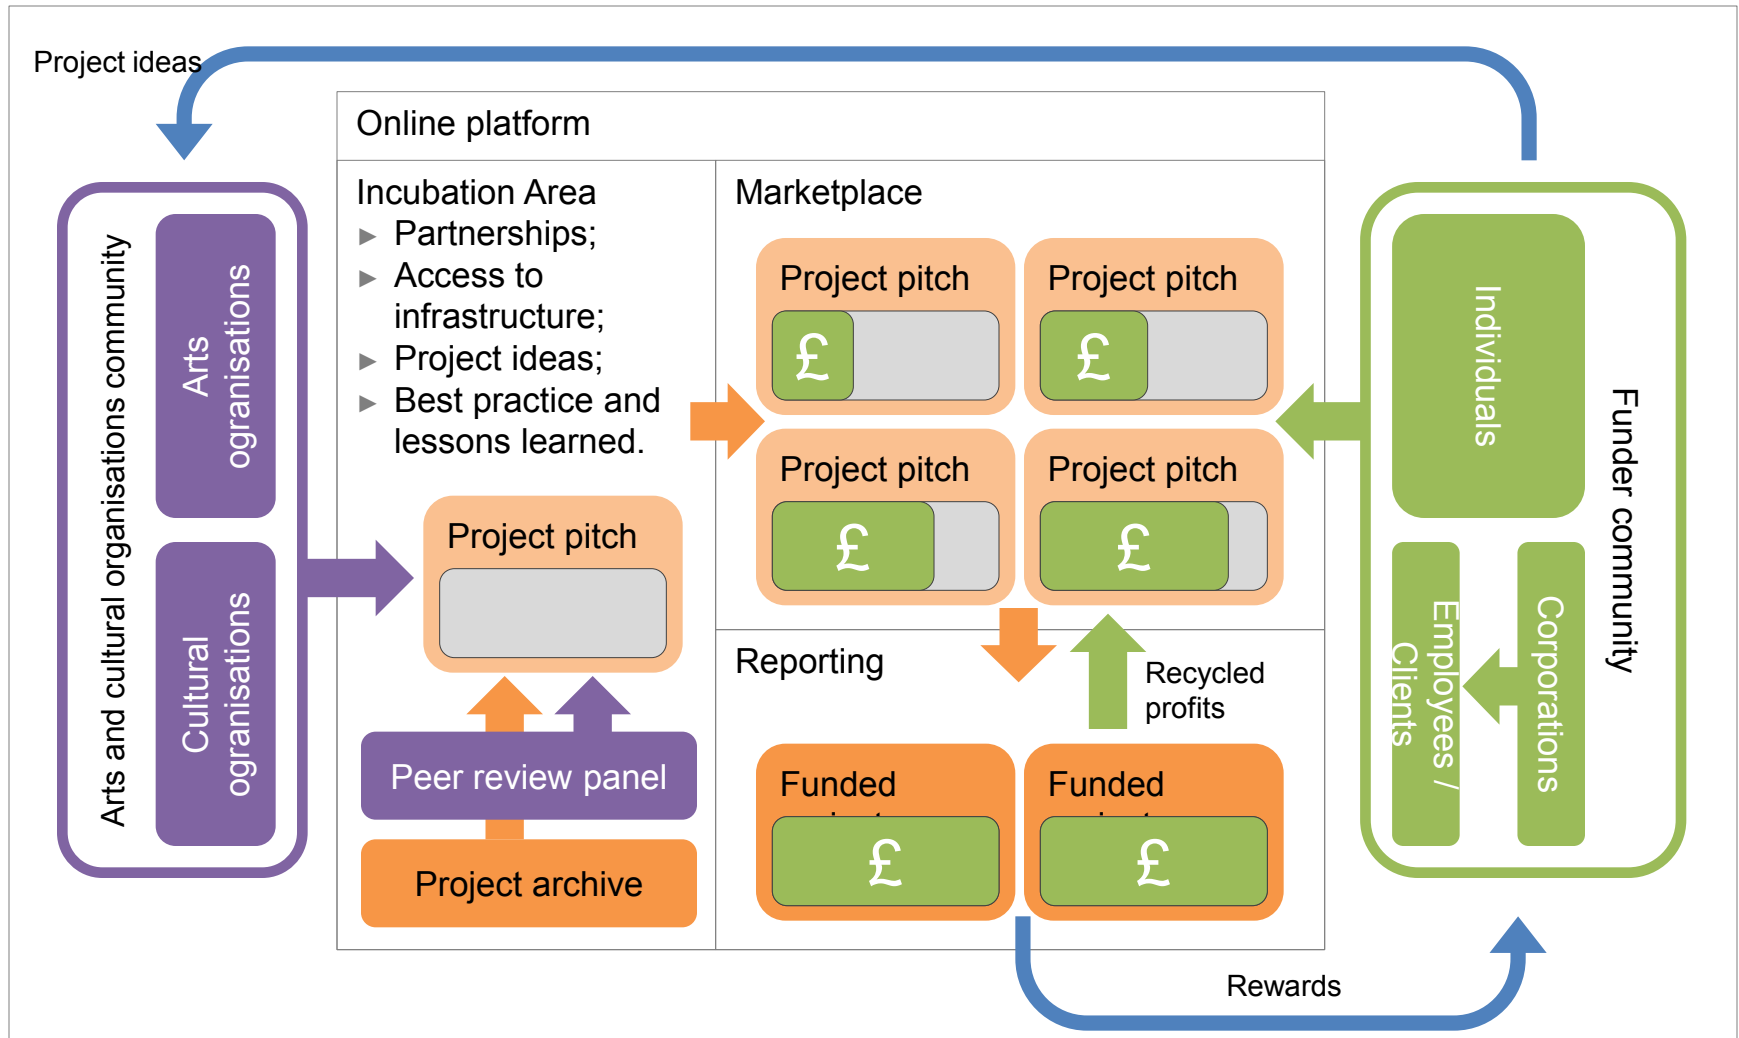 Project ideas
Online platform
Arts and cultural organisations community
Arts
ogranisations
Cultural
ogranisations
Incubation Area
► Partnerships;
► Access to
infrastructure;
► Project ideas;
► Best practice and
lessons learned.
Project pitch
Peer review panel
Project archive
Marketplace
Project pitch
£
Project pitch
£
Project pitch
£
Project pitch
£
Reporting
Recycled
profits
Funded
£
Funded
£
Rewards
Individuals
Employees /
Clients
Corporations
Funder community